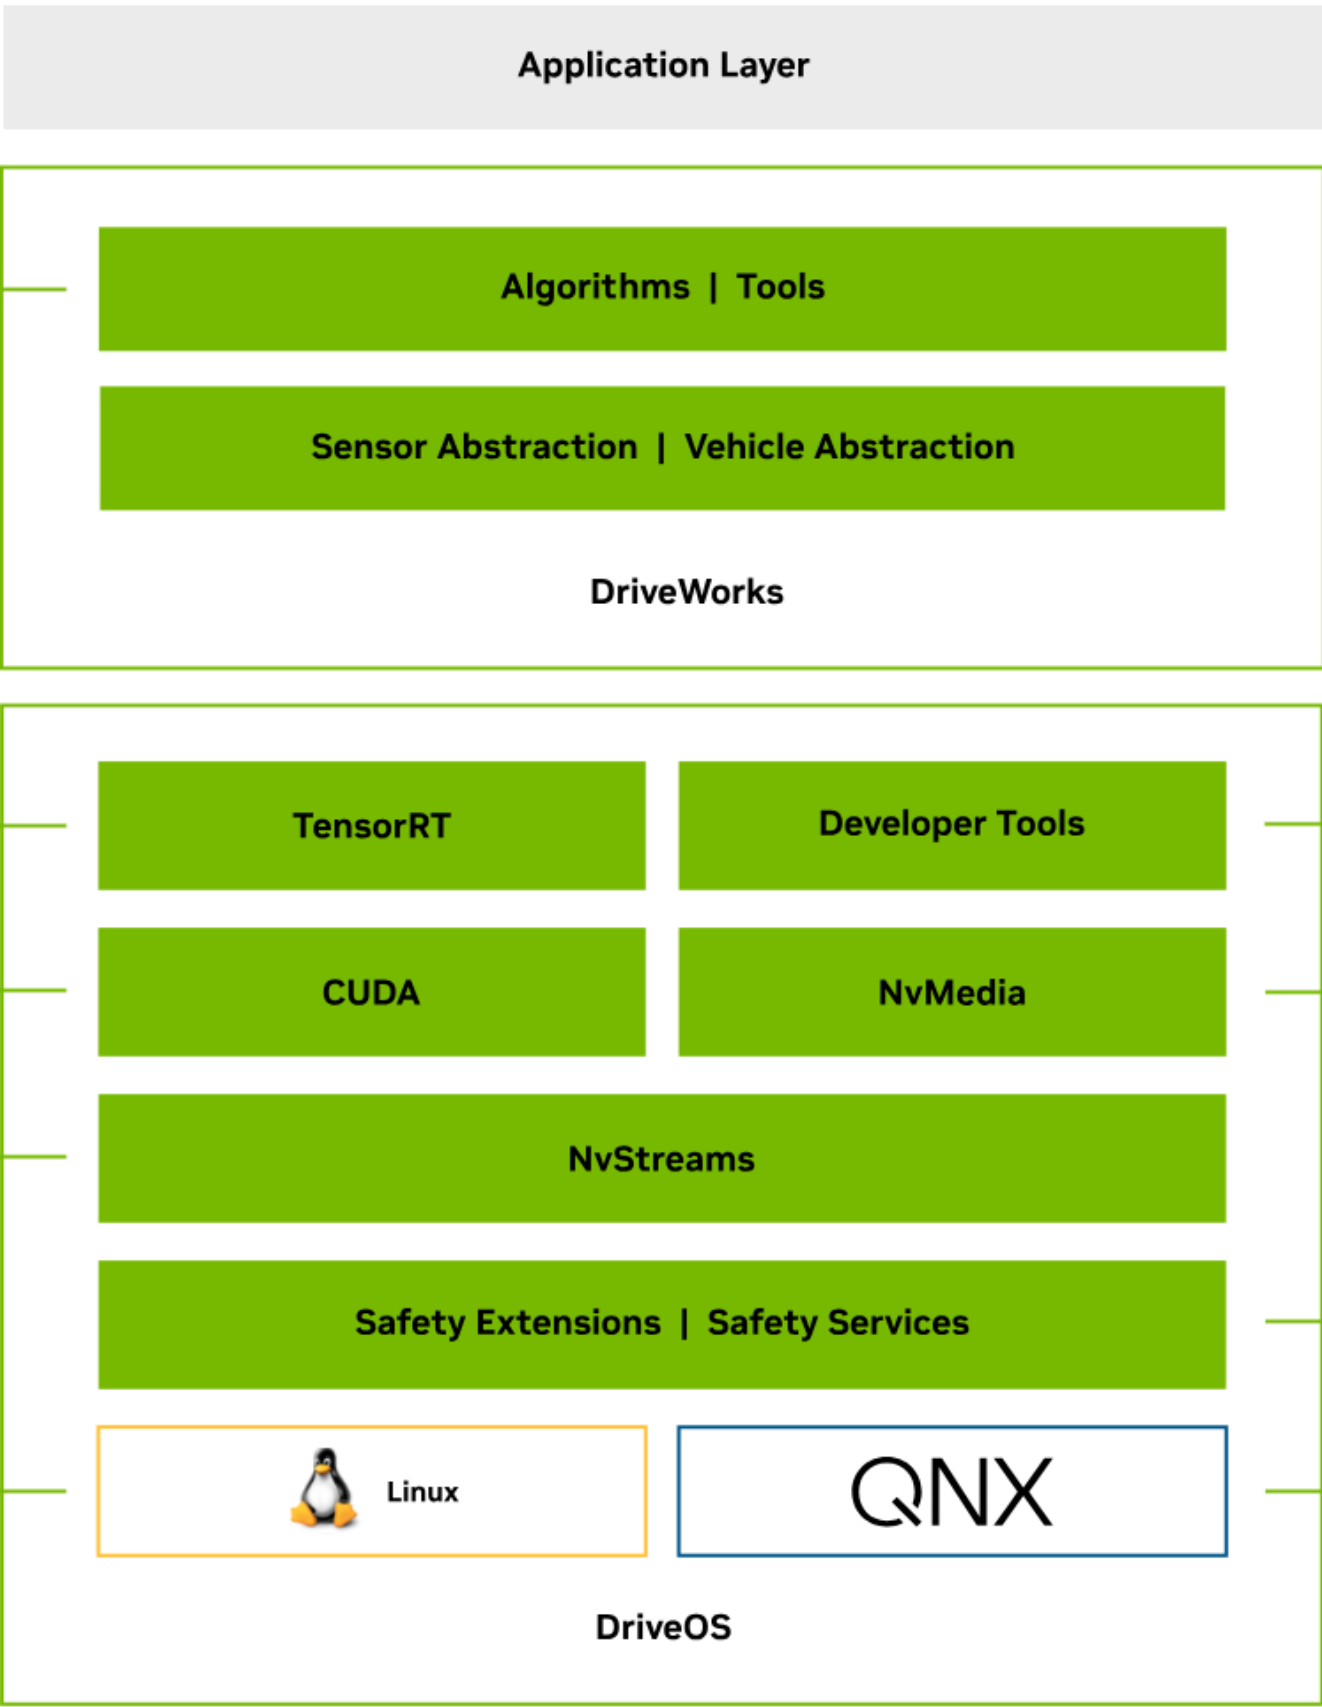 Application Layer
Algorithms | Tools
Sensor Abstraction | Vehicle Abstraction
DriveWorks
TensorRT
Developer Tools
CUDA
NvMedia
NvStreams
Safety Extensions | Safety Services
Linux
QNX
DriveOS